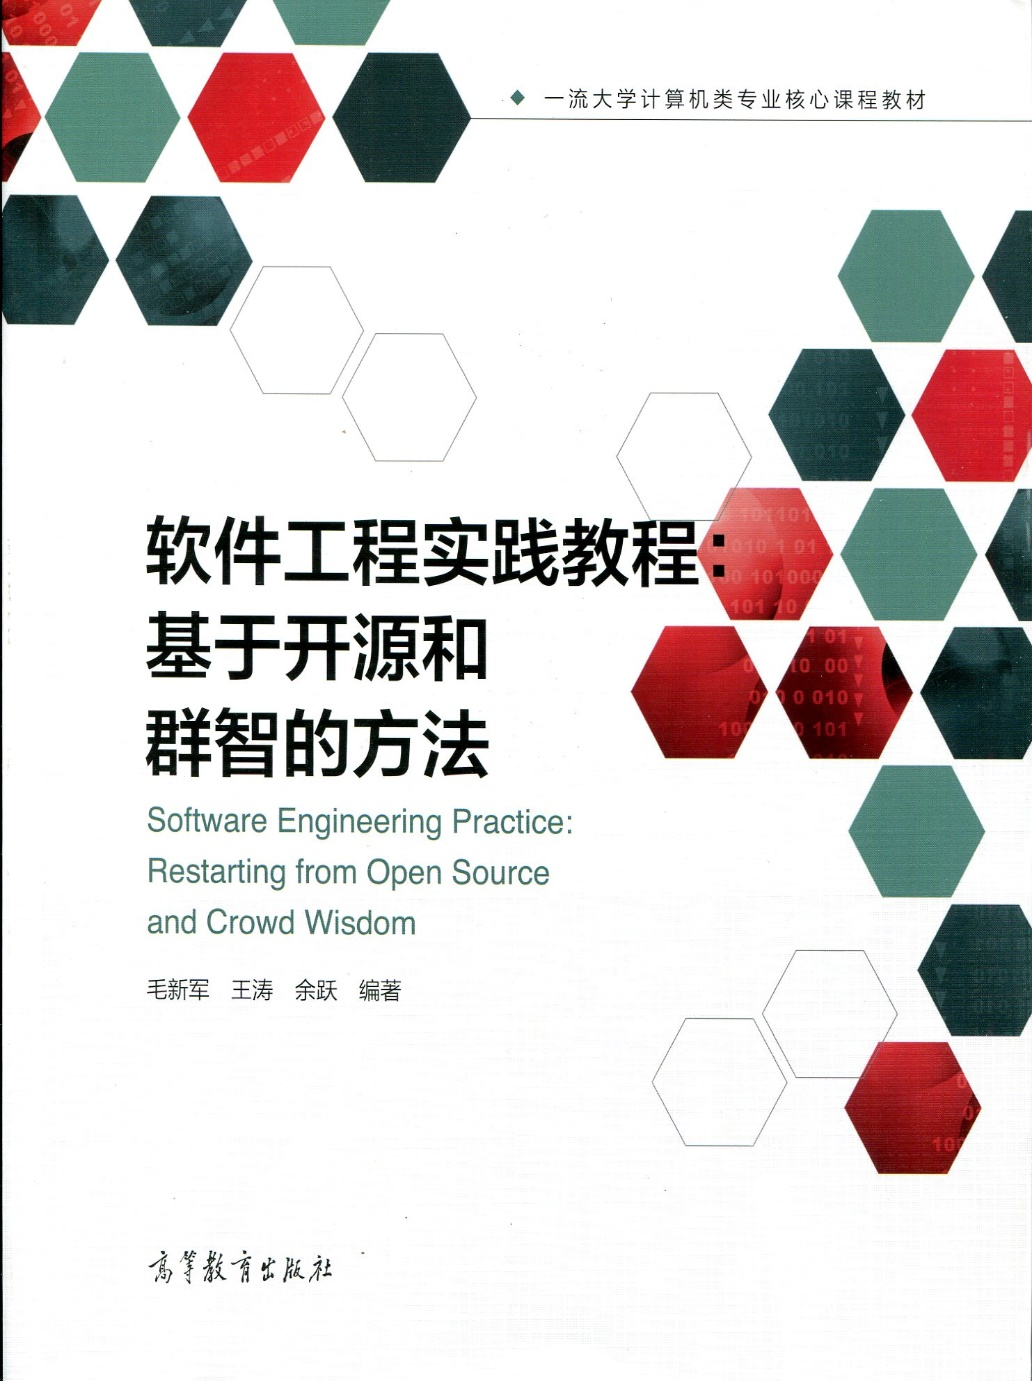 ◆ 一流大学计算机类专业核心课程教材
软件工程实践教程:
基于开源和
群智的方法
Software Engineering Practice:
Restarting from Open Source
and Crowd Wisdom
毛新军 王涛 余跃 编著
高等教育出版社